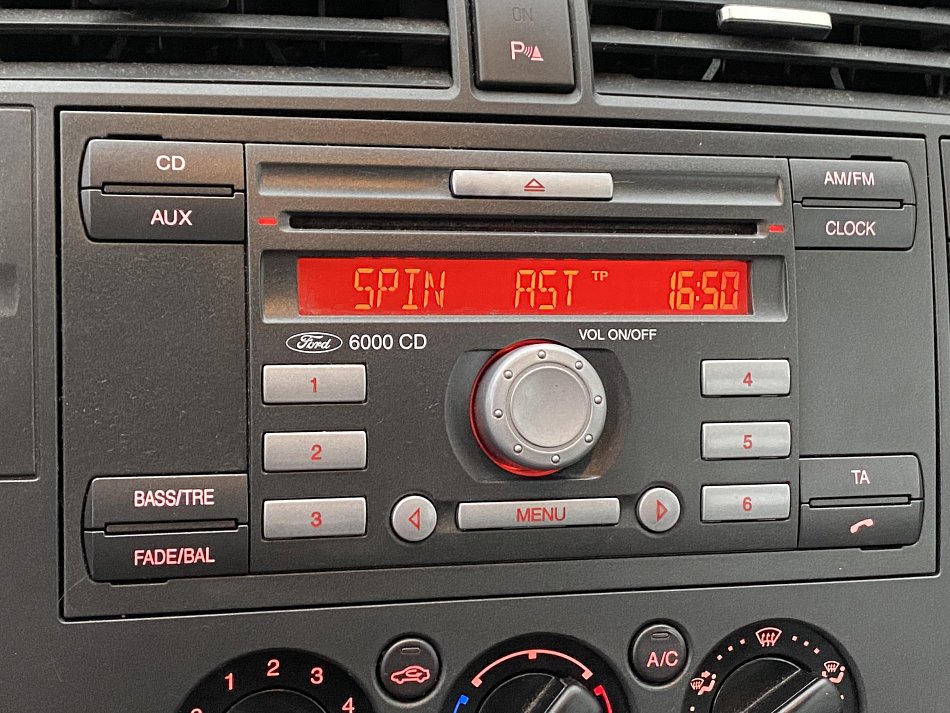 ON
P
CD
AUX
AM/FM
CLOCK
SPIN AST TP 16:50
Ford 6000 CD
VOL ON/OFF
1
2
3
4
5
6
MENU
BASS/TRE
FADE/BAL
TA
1 2 3 4
A/C